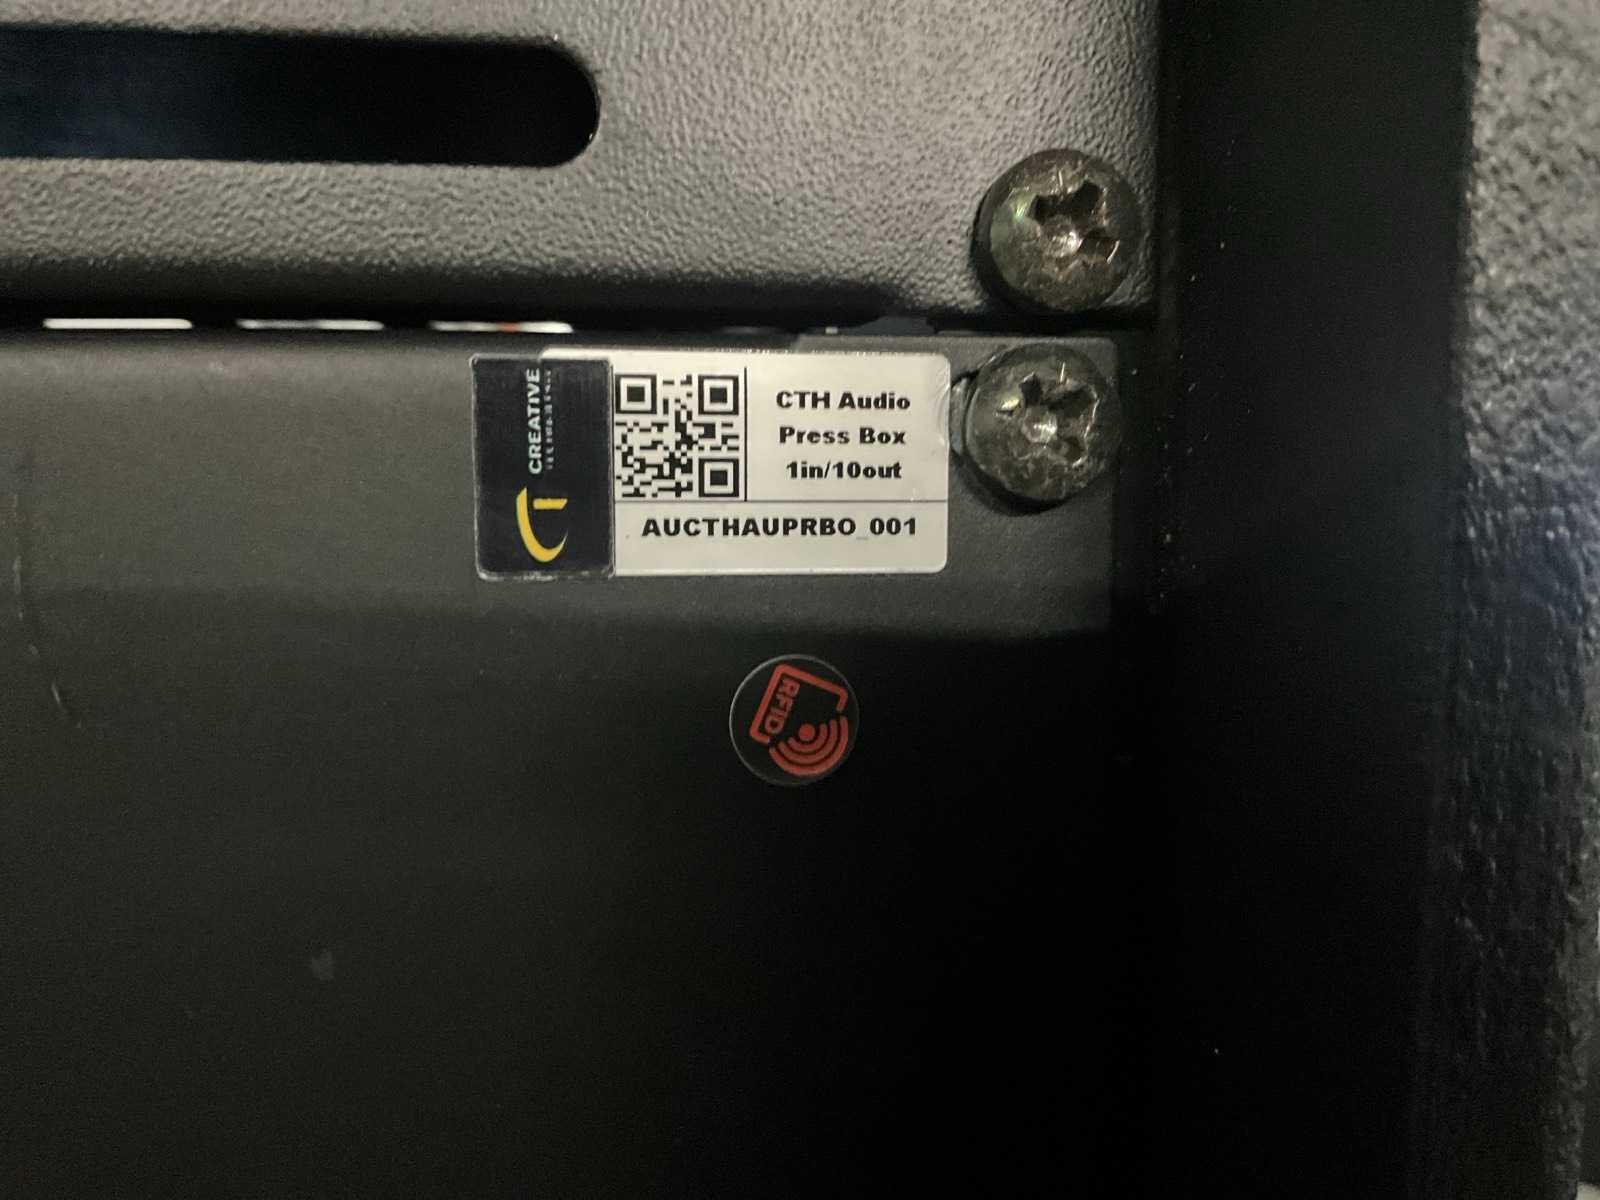 CREATIVE
CTH Audio
Press Box
1in/10out
AUCTHAUPRBO_001
RFID